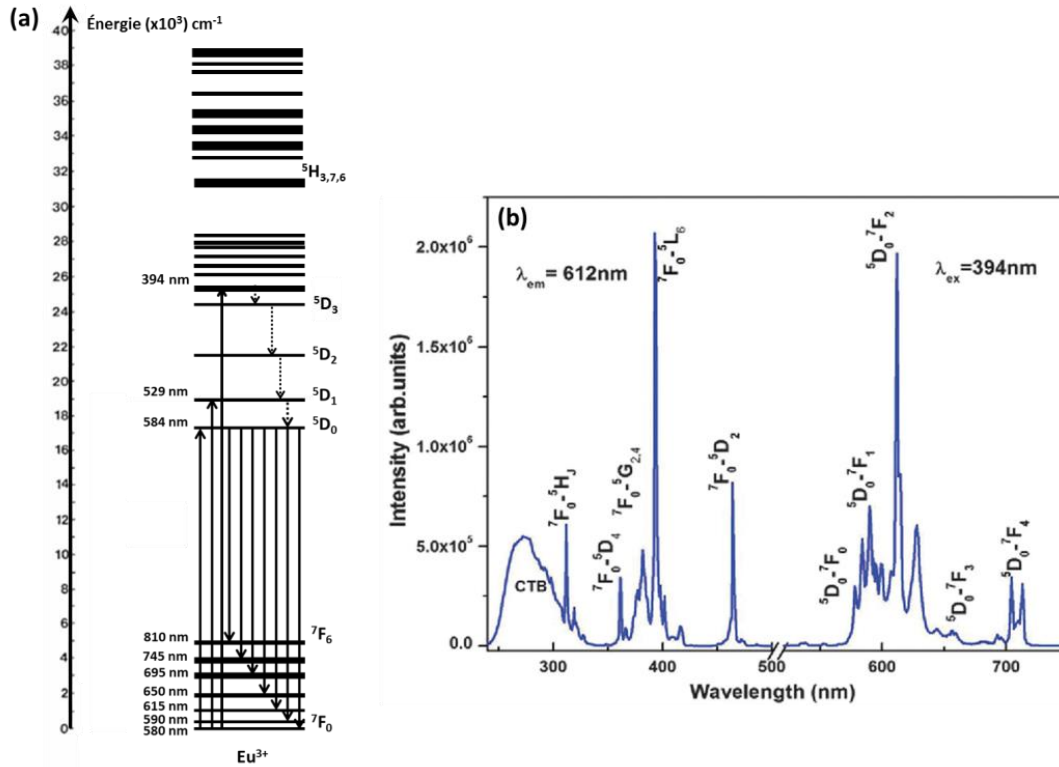 (a)
Énergie (x10³) cm⁻¹
40
38
36
34
32
30
28
26
24
22
20
18
16
14
12
10
8
6
4
2
0
⁵H₃,₇,₆
394 nm
⁵D₃
⁵D₂
529 nm
⁵D₁
584 nm
⁵D₀
810 nm
⁷F₆
745 nm
695 nm
650 nm
615 nm
590 nm
⁷F₀
580 nm
Eu³⁺
(b)
Intensity (arb.units)
2.0x10⁶
1.5x10⁶
1.0x10⁶
5.0x10⁵
0.0
λem= 612nm
λex=394nm
CTB
⁷F₀-⁵HJ
⁷F₀-⁵D₄
⁷F₀-⁵G₂,₄
⁷F₀-⁵L₆
⁷F₀-⁵D₂
⁵D₀-⁷F₀
⁵D₀-⁷F₁
⁵D₀-⁷F₂
⁵D₀-⁷F₃
⁵D₀-⁷F₄
300 400 500 600 700
Wavelength (nm)